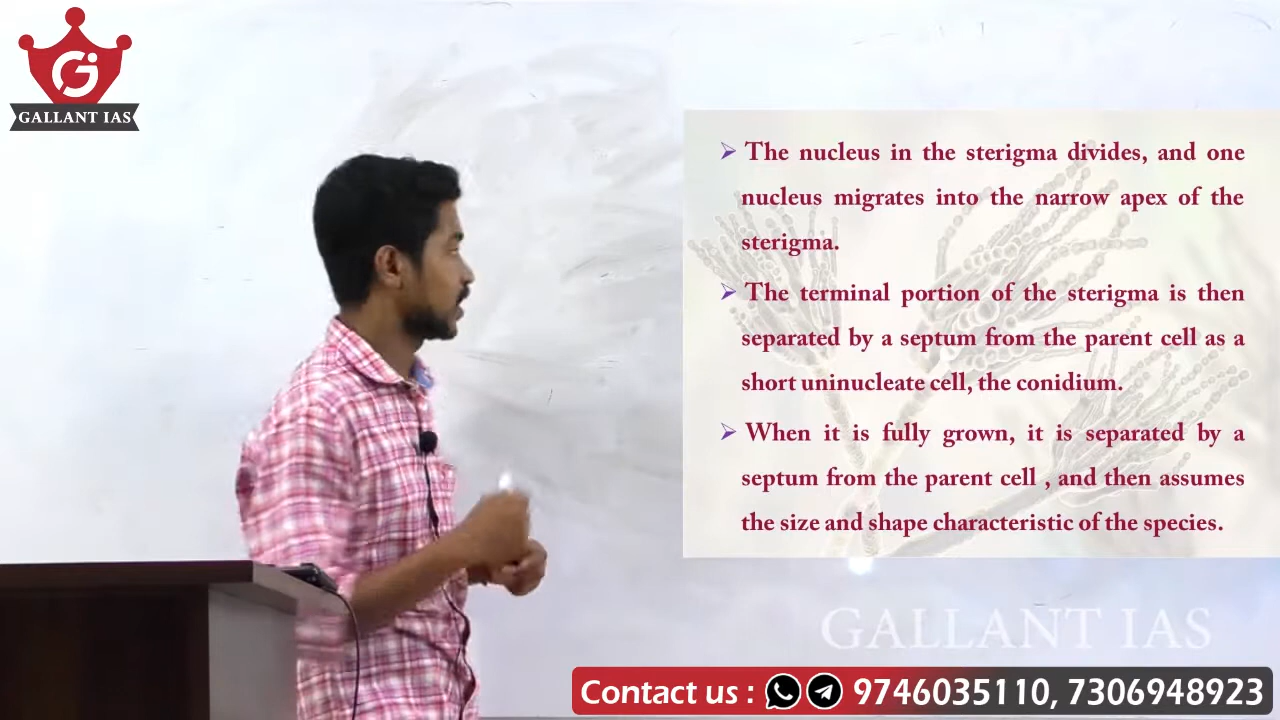 GALLANT IAS
➢ The nucleus in the sterigma divides, and one
nucleus migrates into the narrow apex of the
sterigma.
➢ The terminal portion of the sterigma is then
separated by a septum from the parent cell as a
short uninucleate cell, the conidium.
➢ When it is fully grown, it is separated by a
septum from the parent cell , and then assumes
the size and shape characteristic of the species.
GALLANT IAS
Contact us : 9746035110, 7306948923